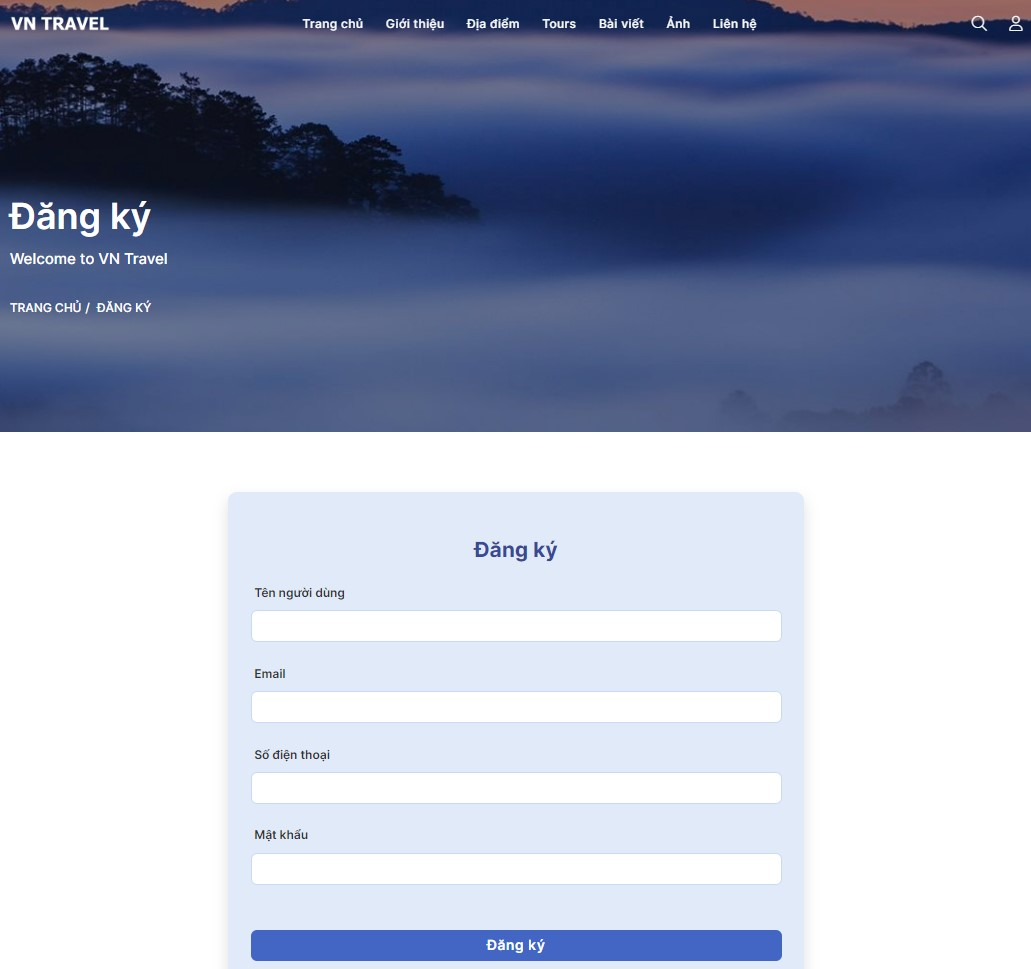 VN TRAVEL Trang chủ Giới thiệu Địa điểm Tours Bài viết Ảnh Liên hệ
Đăng ký
Welcome to VN Travel
TRANG CHỦ / ĐĂNG KÝ
Đăng ký
Tên người dùng
Email
Số điện thoại
Mật khẩu
Đăng ký